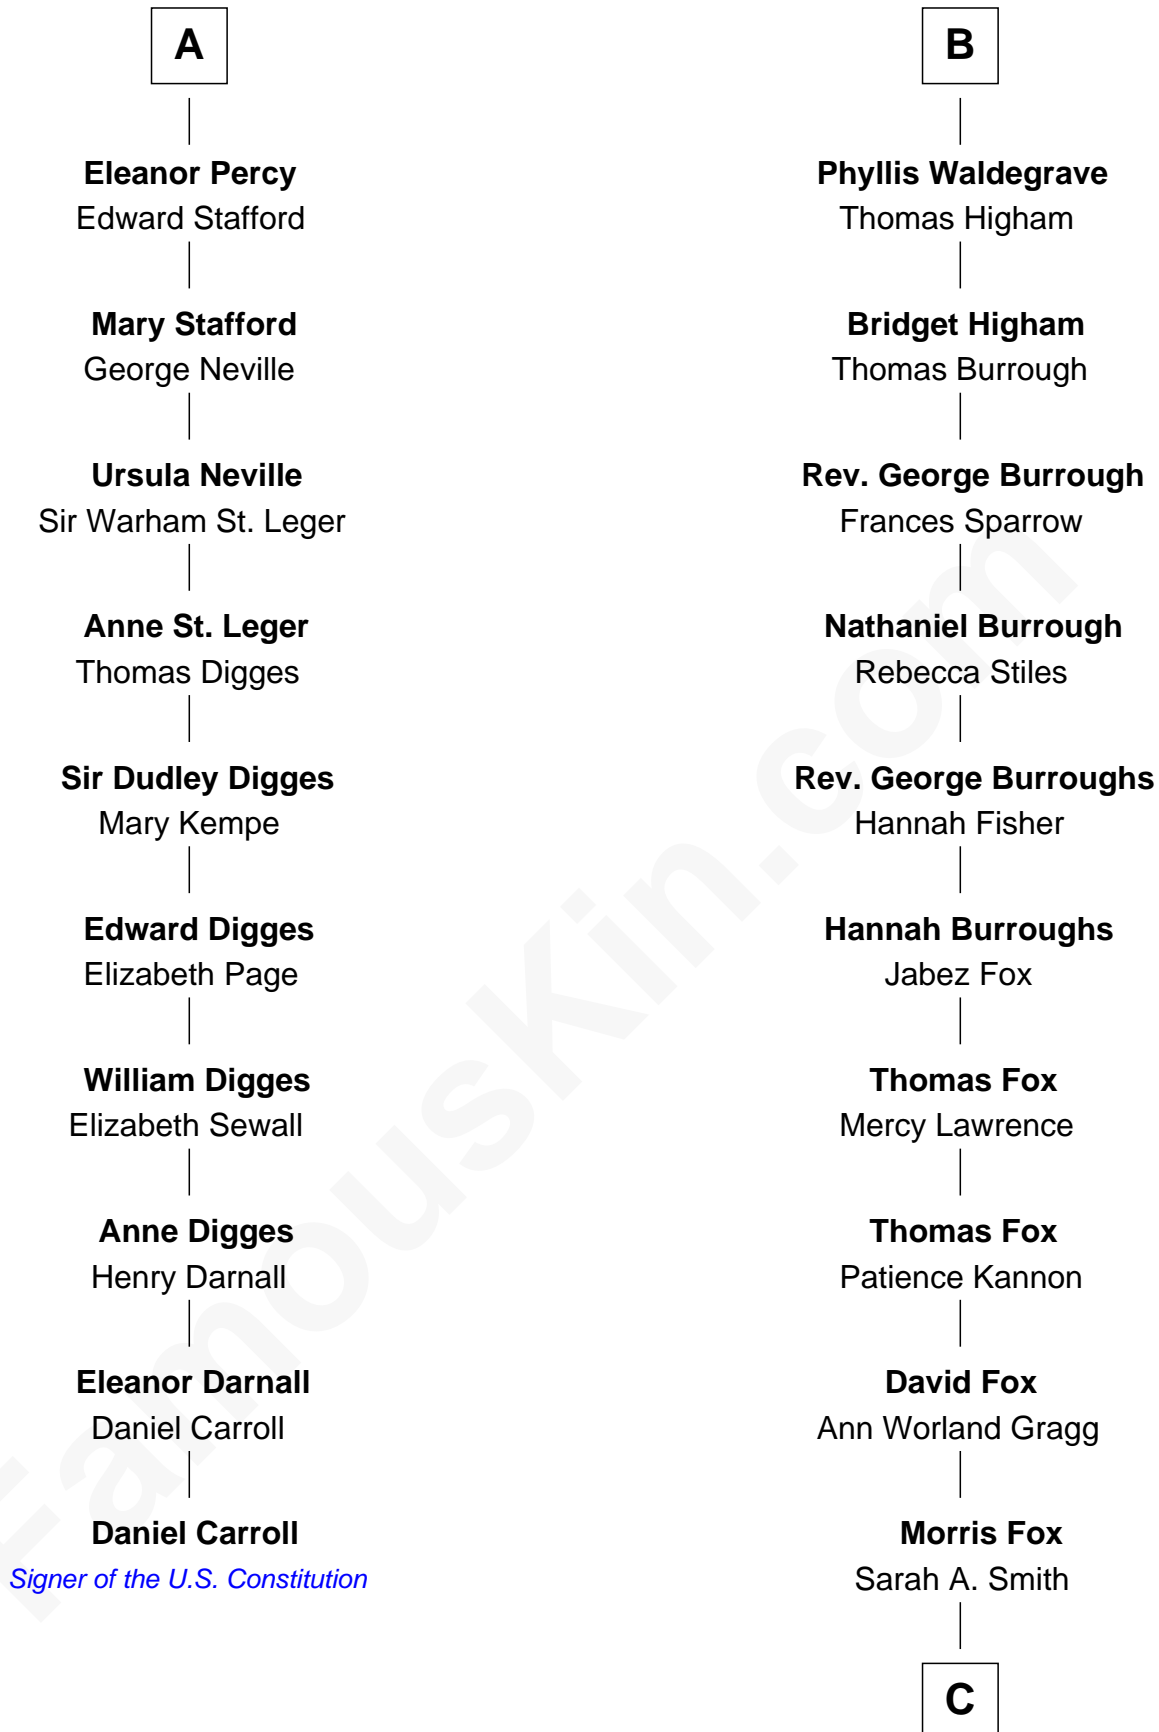 A
Eleanor Percy
Edward Stafford
Mary Stafford
George Neville
Ursula Neville
Sir Warham St. Leger
Anne St. Leger
Thomas Digges
Sir Dudley Digges
Mary Kempe
Edward Digges
Elizabeth Page
William Digges
Elizabeth Sewall
Anne Digges
Henry Darnall
Eleanor Darnall
Daniel Carroll
Daniel Carroll
Signer of the U.S. Constitution
B
Phyllis Waldegrave
Thomas Higham
Bridget Higham
Thomas Burrough
Rev. George Burrough
Frances Sparrow
Nathaniel Burrough
Rebecca Stiles
Rev. George Burroughs
Hannah Fisher
Hannah Burroughs
Jabez Fox
Thomas Fox
Mercy Lawrence
Thomas Fox
Patience Kannon
David Fox
Ann Worland Gragg
Morris Fox
Sarah A. Smith
C
FamousKin.com